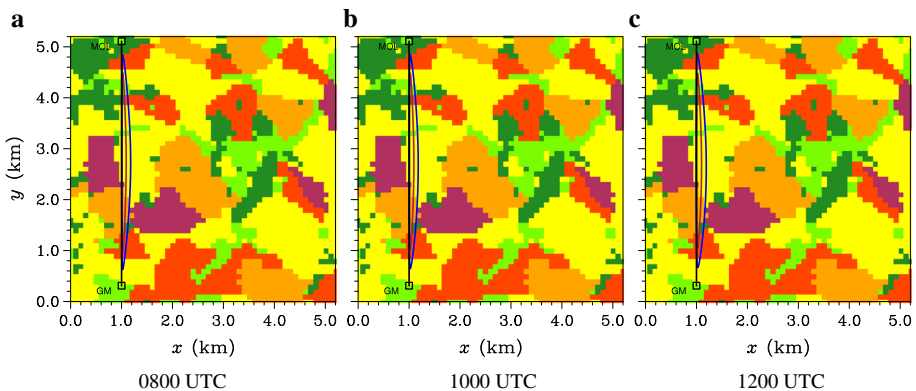 a b c
5.0 4.0 3.0 2.0 1.0 0.0
y (km)
MOL MOL MOL
GM GM GM
0.0 1.0 2.0 3.0 4.0 5.0 0.0 1.0 2.0 3.0 4.0 5.0 0.0 1.0 2.0 3.0 4.0 5.0
x (km) x (km) x (km)
0800 UTC 1000 UTC 1200 UTC